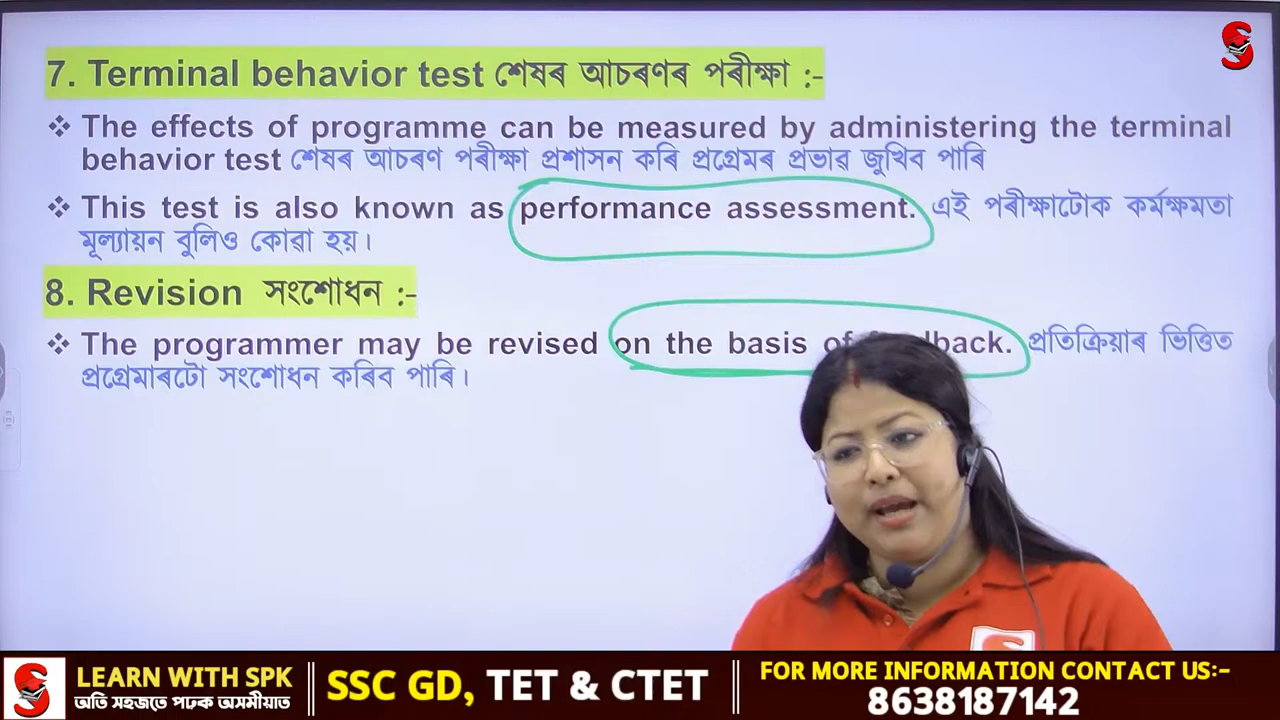 7. Terminal behavior test শেষৰ আচৰণৰ পৰীক্ষা :-
❖ The effects of programme can be measured by administering the terminal
behavior test শেষৰ আচৰণ পৰীক্ষা প্ৰশাসন কৰি প্ৰগ্ৰেমৰ প্ৰভাৱ জুখিব পাৰি
❖ This test is also known as performance assessment. এই পৰীক্ষাটোক কৰ্মক্ষমতা
মূল্যায়ন বুলিও কোৱা হয়।
8. Revision সংশোধন :-
❖ The programmer may be revised on the basis of প্ৰতিক্ৰিয়াৰ ভিত্তিত
প্ৰগ্ৰেমাৰটো সংশোধন কৰিব পাৰি।
LEARN WITH SPK
অতি সহজতে পঢ়ক অসমীয়াত
SSC GD, TET & CTET
FOR MORE INFORMATION CONTACT US:-
8638187142